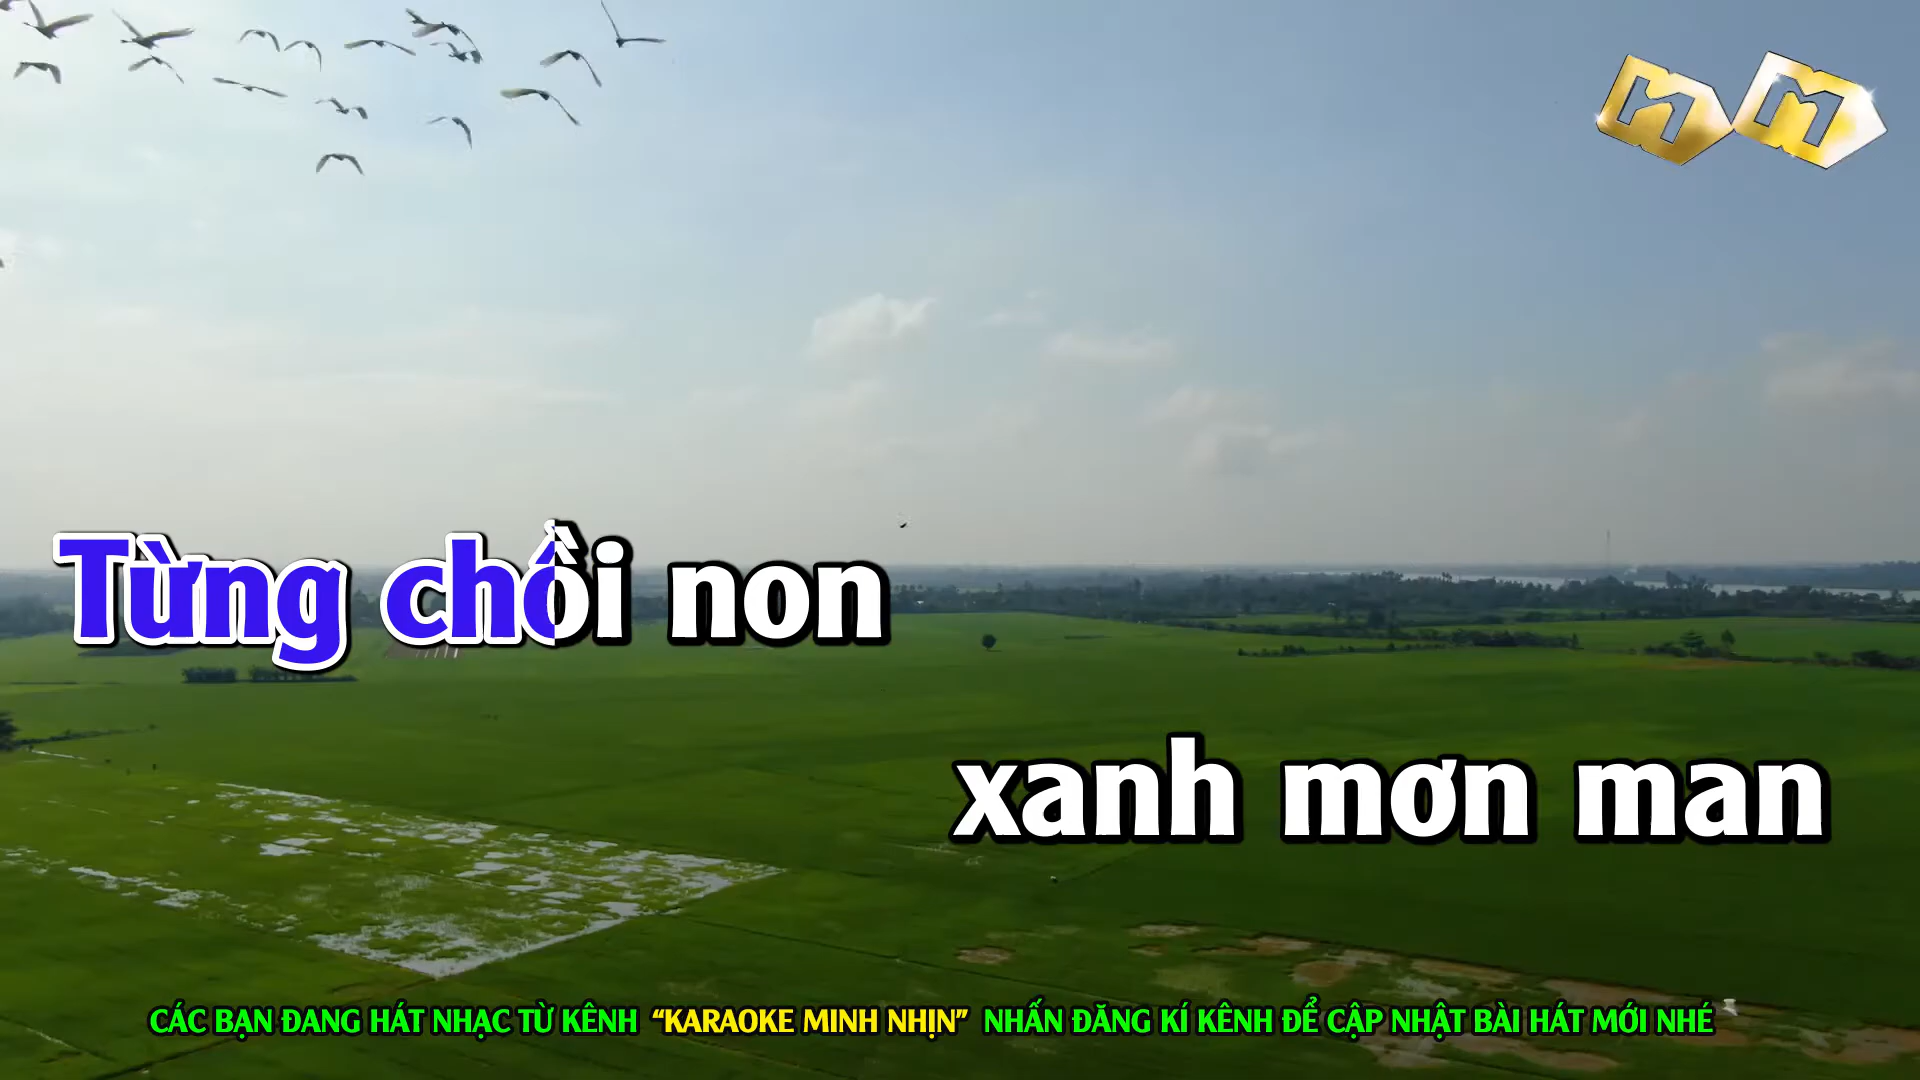 Từng chồi non
xanh mơn man
CÁC BẠN ĐANG HÁT NHẠC TỪ KÊNH “KARAOKE MINH NHỊN” NHẤN ĐĂNG KÍ KÊNH ĐỂ CẬP NHẬT BÀI HÁT MỚI NHÉ